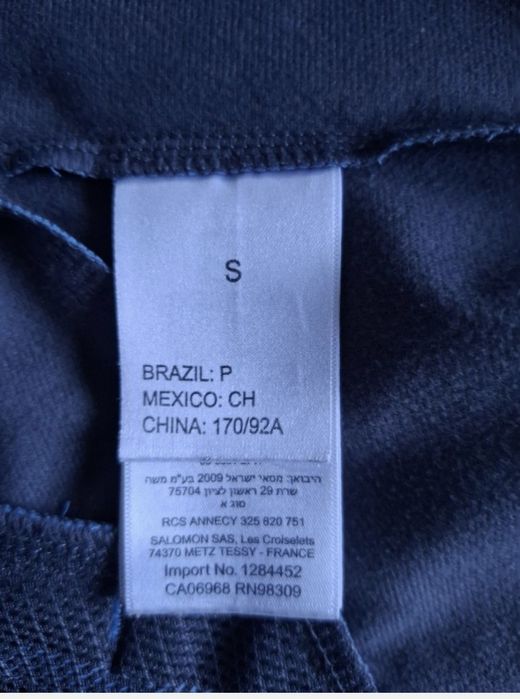 S
BRAZIL: P
MEXICO: CH
CHINA: 170/92A
היבואן: מסאי ישראל 2009 בע"מ משה
שרת 29 ראשון לציון 75704
סוג א
RCS ANNECY 325 820 751
SALOMON SAS, Les Croiselets
74370 METZ TESSY - FRANCE
Import No. 1284452
CA06968 RN98309